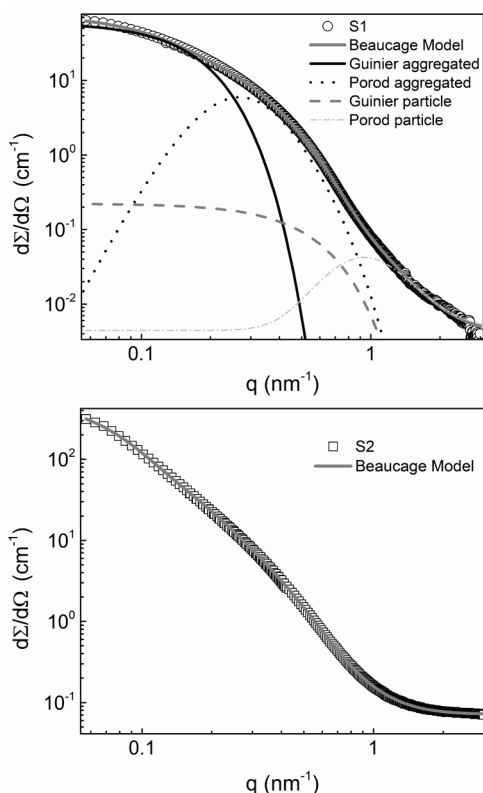 S1
Beaucage Model
Guinier aggregated
Porod aggregated
Guinier particle
Porod particle
dΣ/dΩ (cm⁻¹)
10¹
10⁰
10⁻¹
10⁻²
0.1
1
q (nm⁻¹)
S2
Beaucage Model
dΣ/dΩ (cm⁻¹)
10²
10¹
10⁰
10⁻¹
0.1
1
q (nm⁻¹)